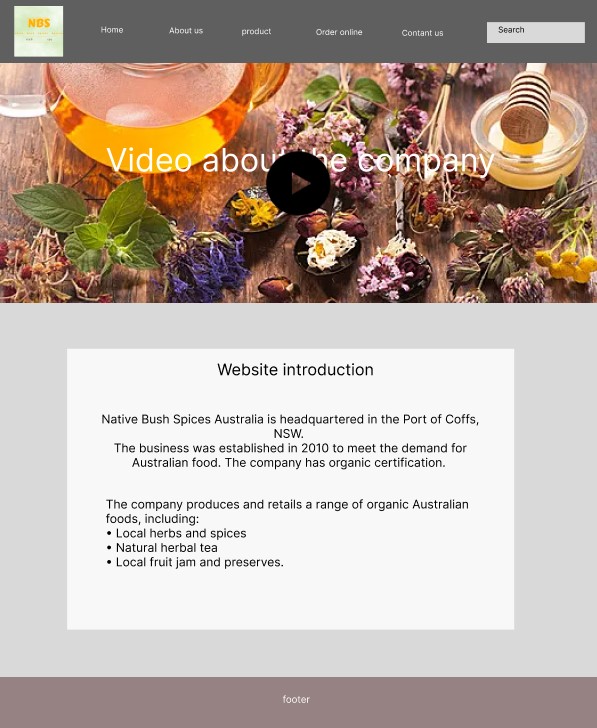 NBS
Home
About us
product
Order online
Contant us
Search
Video about the company
Website introduction
Native Bush Spices Australia is headquartered in the Port of Coffs,
NSW.
The business was established in 2010 to meet the demand for
Australian food. The company has organic certification.
The company produces and retails a range of organic Australian
foods, including:
• Local herbs and spices
• Natural herbal tea
• Local fruit jam and preserves.
footer